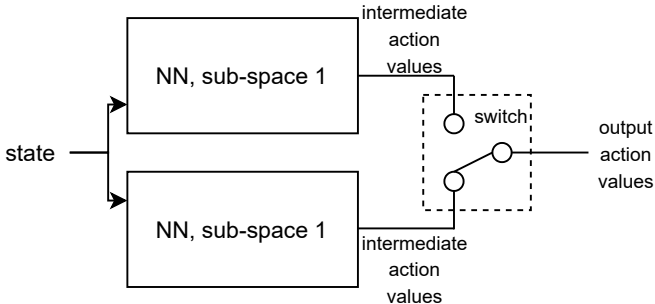 intermediate
action
values
NN, sub-space 1
switch
state
output
action
values
NN, sub-space 1
intermediate
action
values